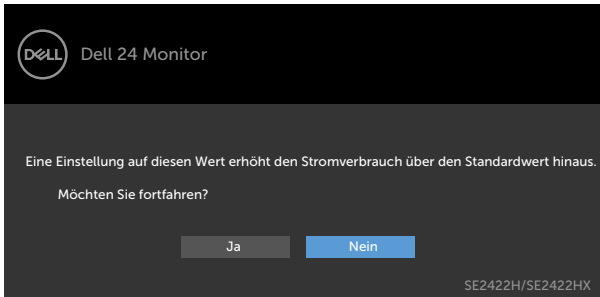 DELL Dell 24 Monitor
Eine Einstellung auf diesen Wert erhöht den Stromverbrauch über den Standardwert hinaus.
Möchten Sie fortfahren?
Ja Nein
SE2422H/SE2422HX